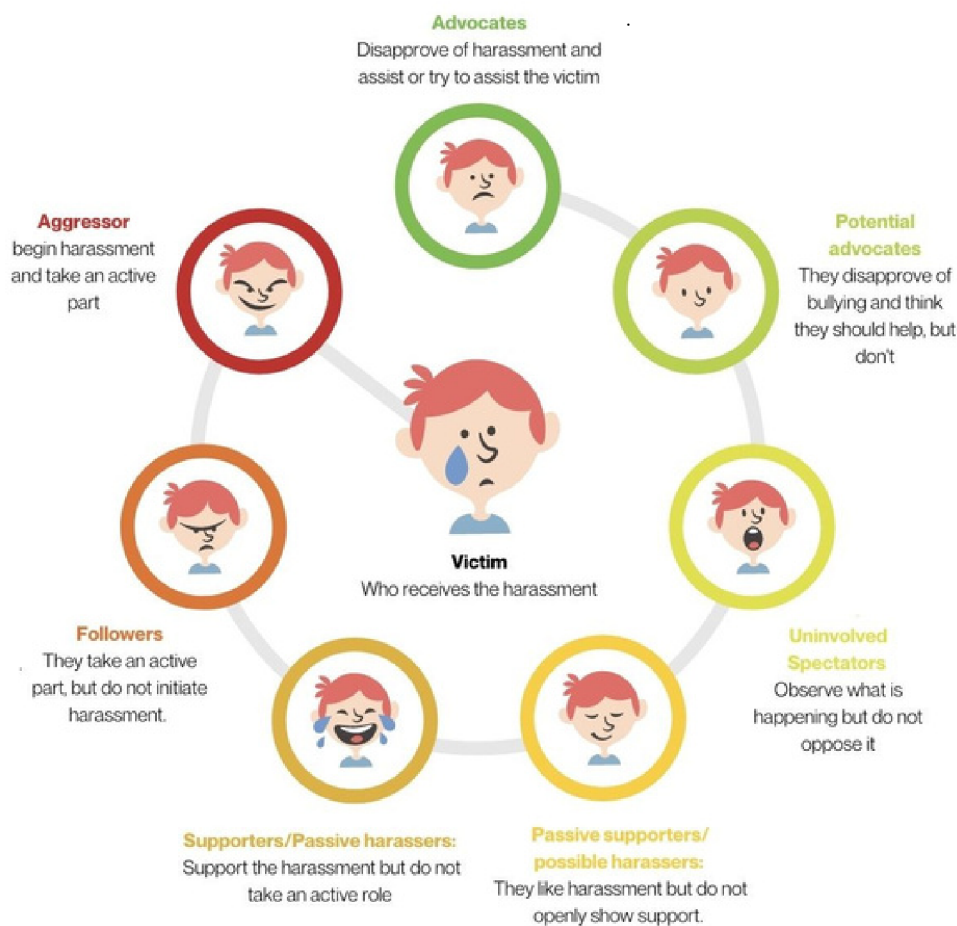 Advocates
Disapprove of harassment and
assist or try to assist the victim
Aggressor
begin harassment
and take an active
part
Potential
advocates
They disapprove of
bullying and think
they should help, but
don't
Victim
Who receives the harassment
Followers
They take an active
part, but do not initiate
harassment.
Uninvolved
Spectators
Observe what is
happening but do not
oppose it
Supporters/Passive harassers:
Support the harassment but do not
take an active role
Passive supporters/
possible harassers:
They like harassment but do not
openly show support.